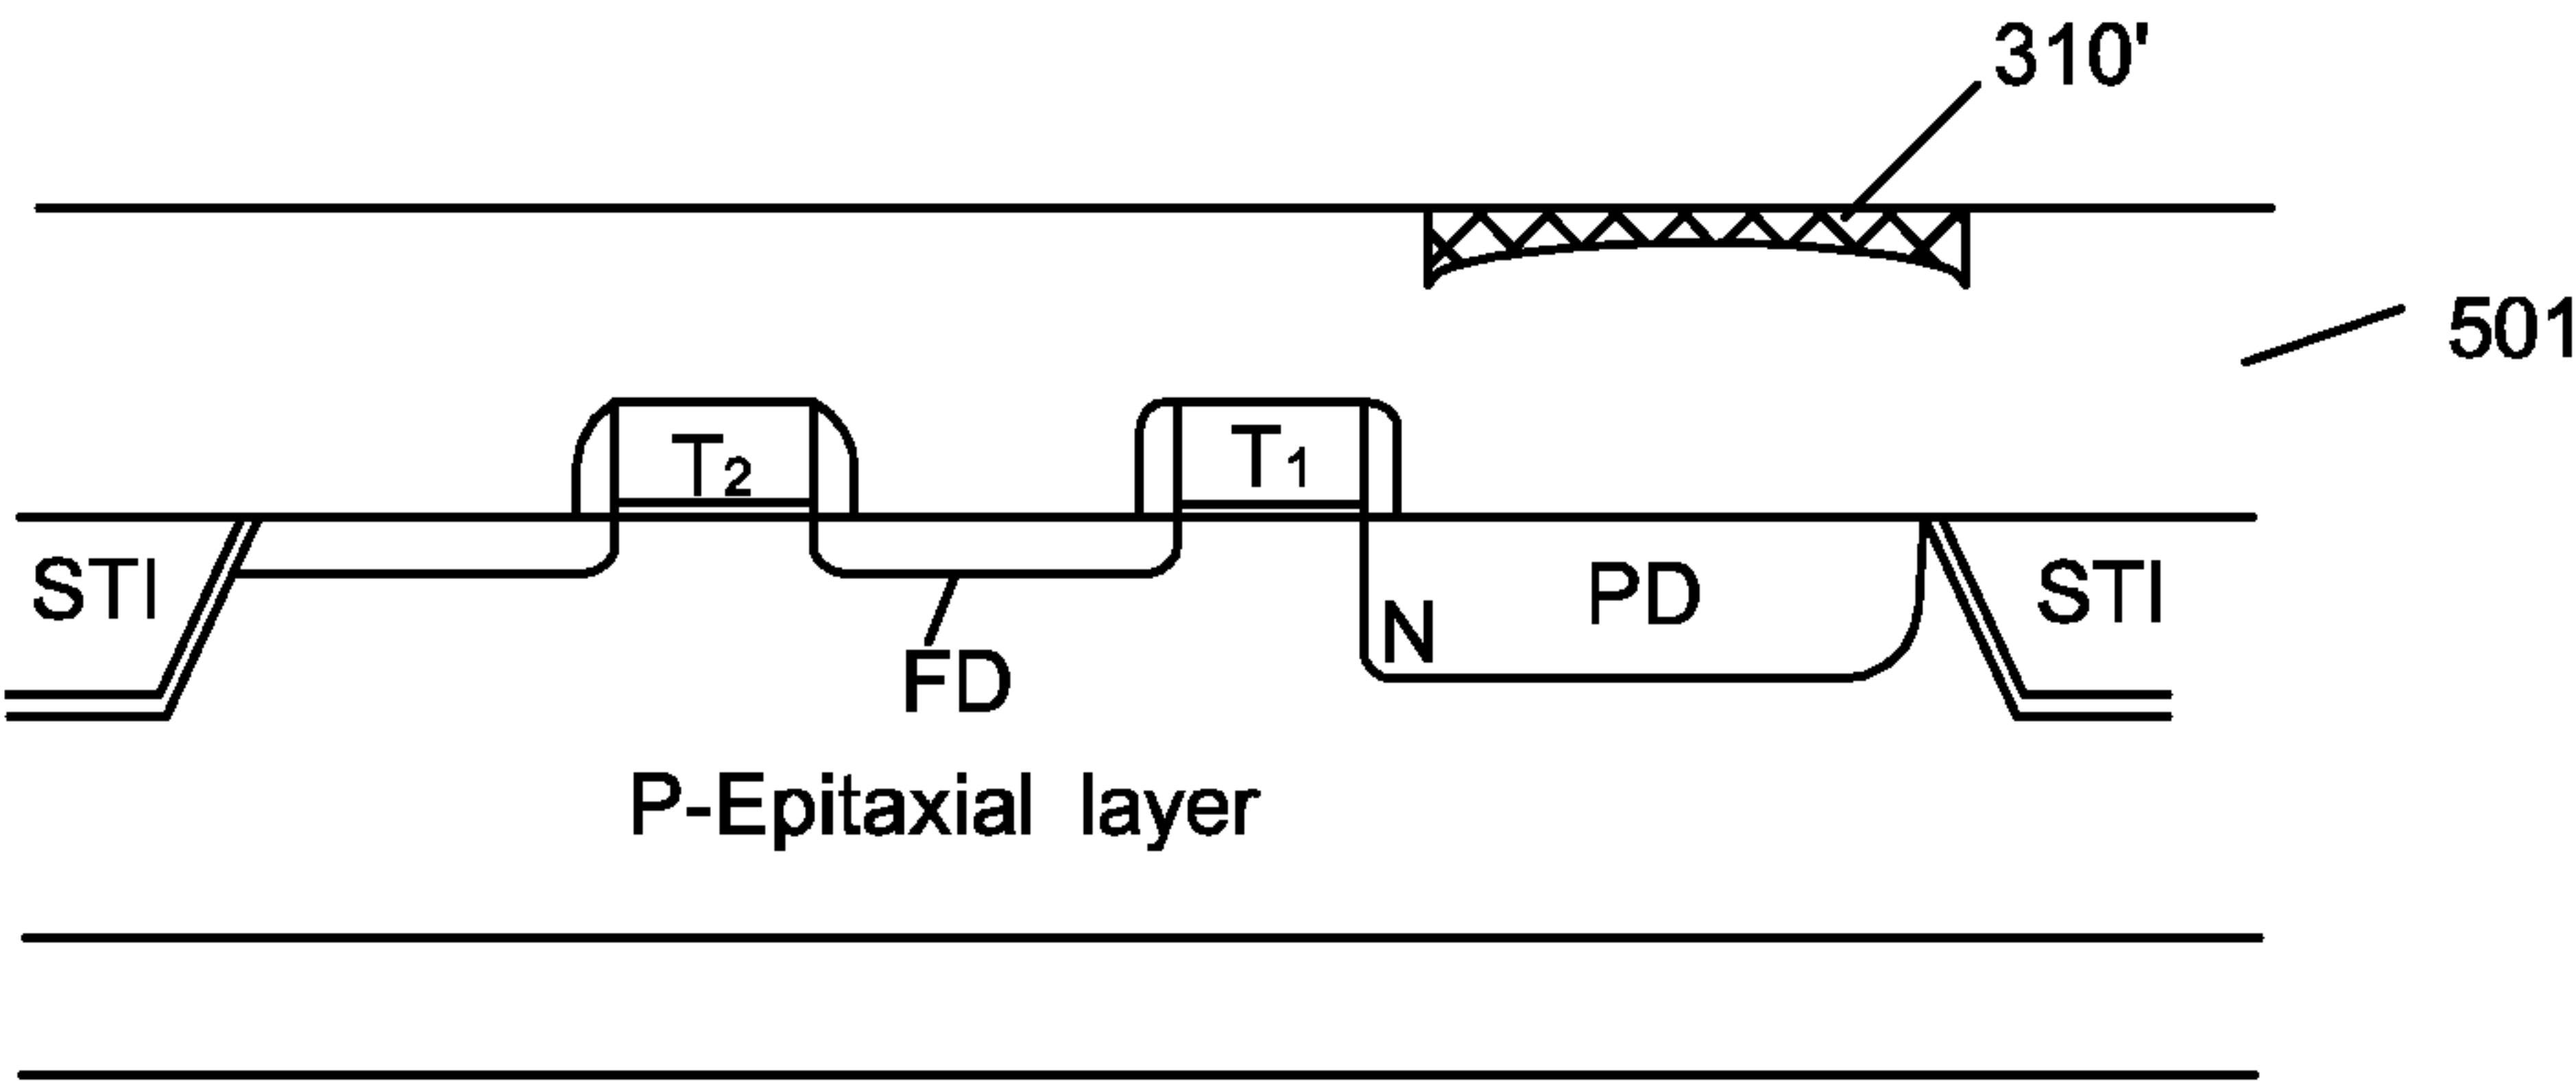 310'
501
T2
T1
STI
PD
STI
N
FD
P-Epitaxial layer